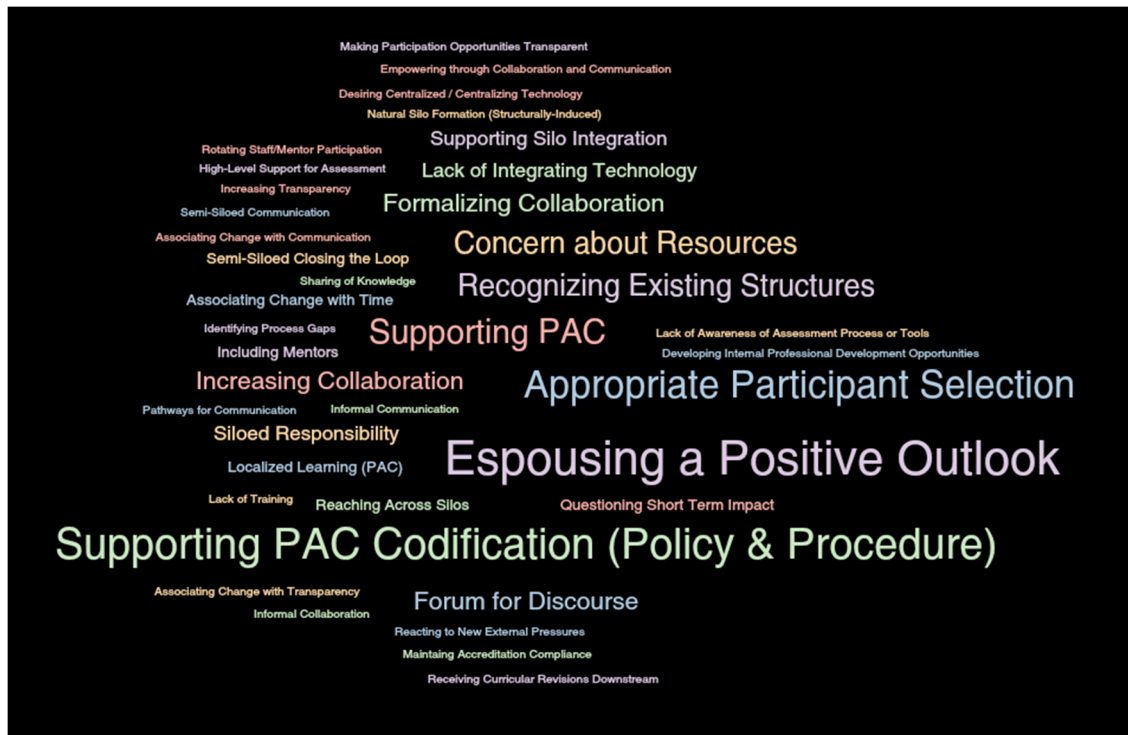 Making Participation Opportunities Transparent
Empowering through Collaboration and Communication
Desiring Centralized / Centralizing Technology
Natural Silo Formation (Structurally-Induced)
Supporting Silo Integration
Rotating Staff/Mentor Participation
High-Level Support for Assessment
Lack of Integrating Technology
Increasing Transparency
Formalizing Collaboration
Semi-Siloed Communication
Associating Change with Communication
Concern about Resources
Semi-Siloed Closing the Loop
Sharing of Knowledge
Recognizing Existing Structures
Associating Change with Time
Identifying Process Gaps
Supporting PAC
Lack of Awareness of Assessment Process or Tools
Including Mentors
Developing Internal Professional Development Opportunities
Increasing Collaboration
Appropriate Participant Selection
Pathways for Communication
Informal Communication
Siloed Responsibility
Espousing a Positive Outlook
Localized Learning (PAC)
Lack of Training
Reaching Across Silos
Questioning Short Term Impact
Supporting PAC Codification (Policy & Procedure)
Associating Change with Transparency
Forum for Discourse
Informal Collaboration
Reacting to New External Pressures
Maintaing Accreditation Compliance
Receiving Curricular Revisions Downstream